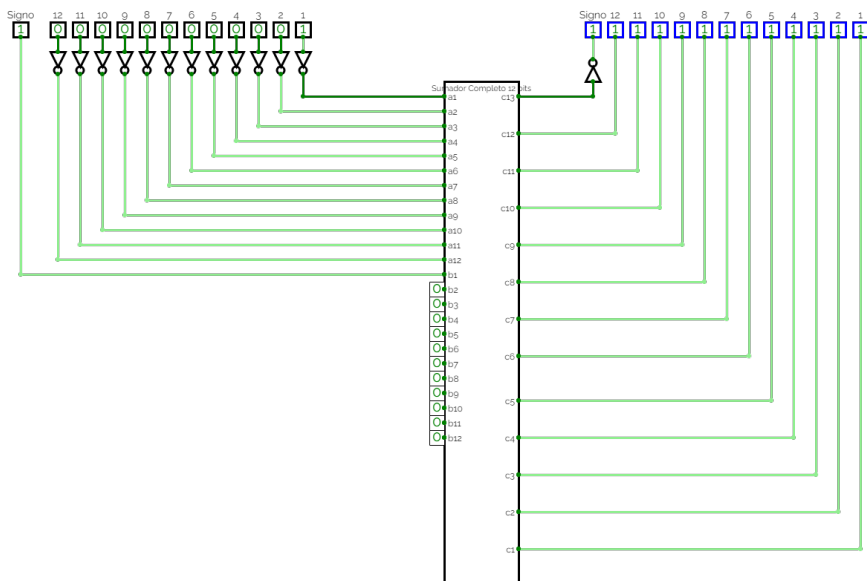 Signo 12 11 10 9 8 7 6 5 4 3 2 1 Signo 12 11 10 9 8 7 6 5 4 3 2 1
1 0 0 0 0 0 0 0 0 0 0 0 1 1 1 1 1 1 1 1 1 1 1 1 1 1
Sumador Completo 12 bits
a1 c13
a2
a3
c12
a4
a5
a6 c11
a7
a8
c10
a9
a10
a11 c9
a12
b1
c8
0 b2
0 b3
0 b4 c7
0 b5
0 b6
c6
0 b7
0 b8
0 b9
c5
0 b10
0 b11
0 b12 c4
c3
c2
c1